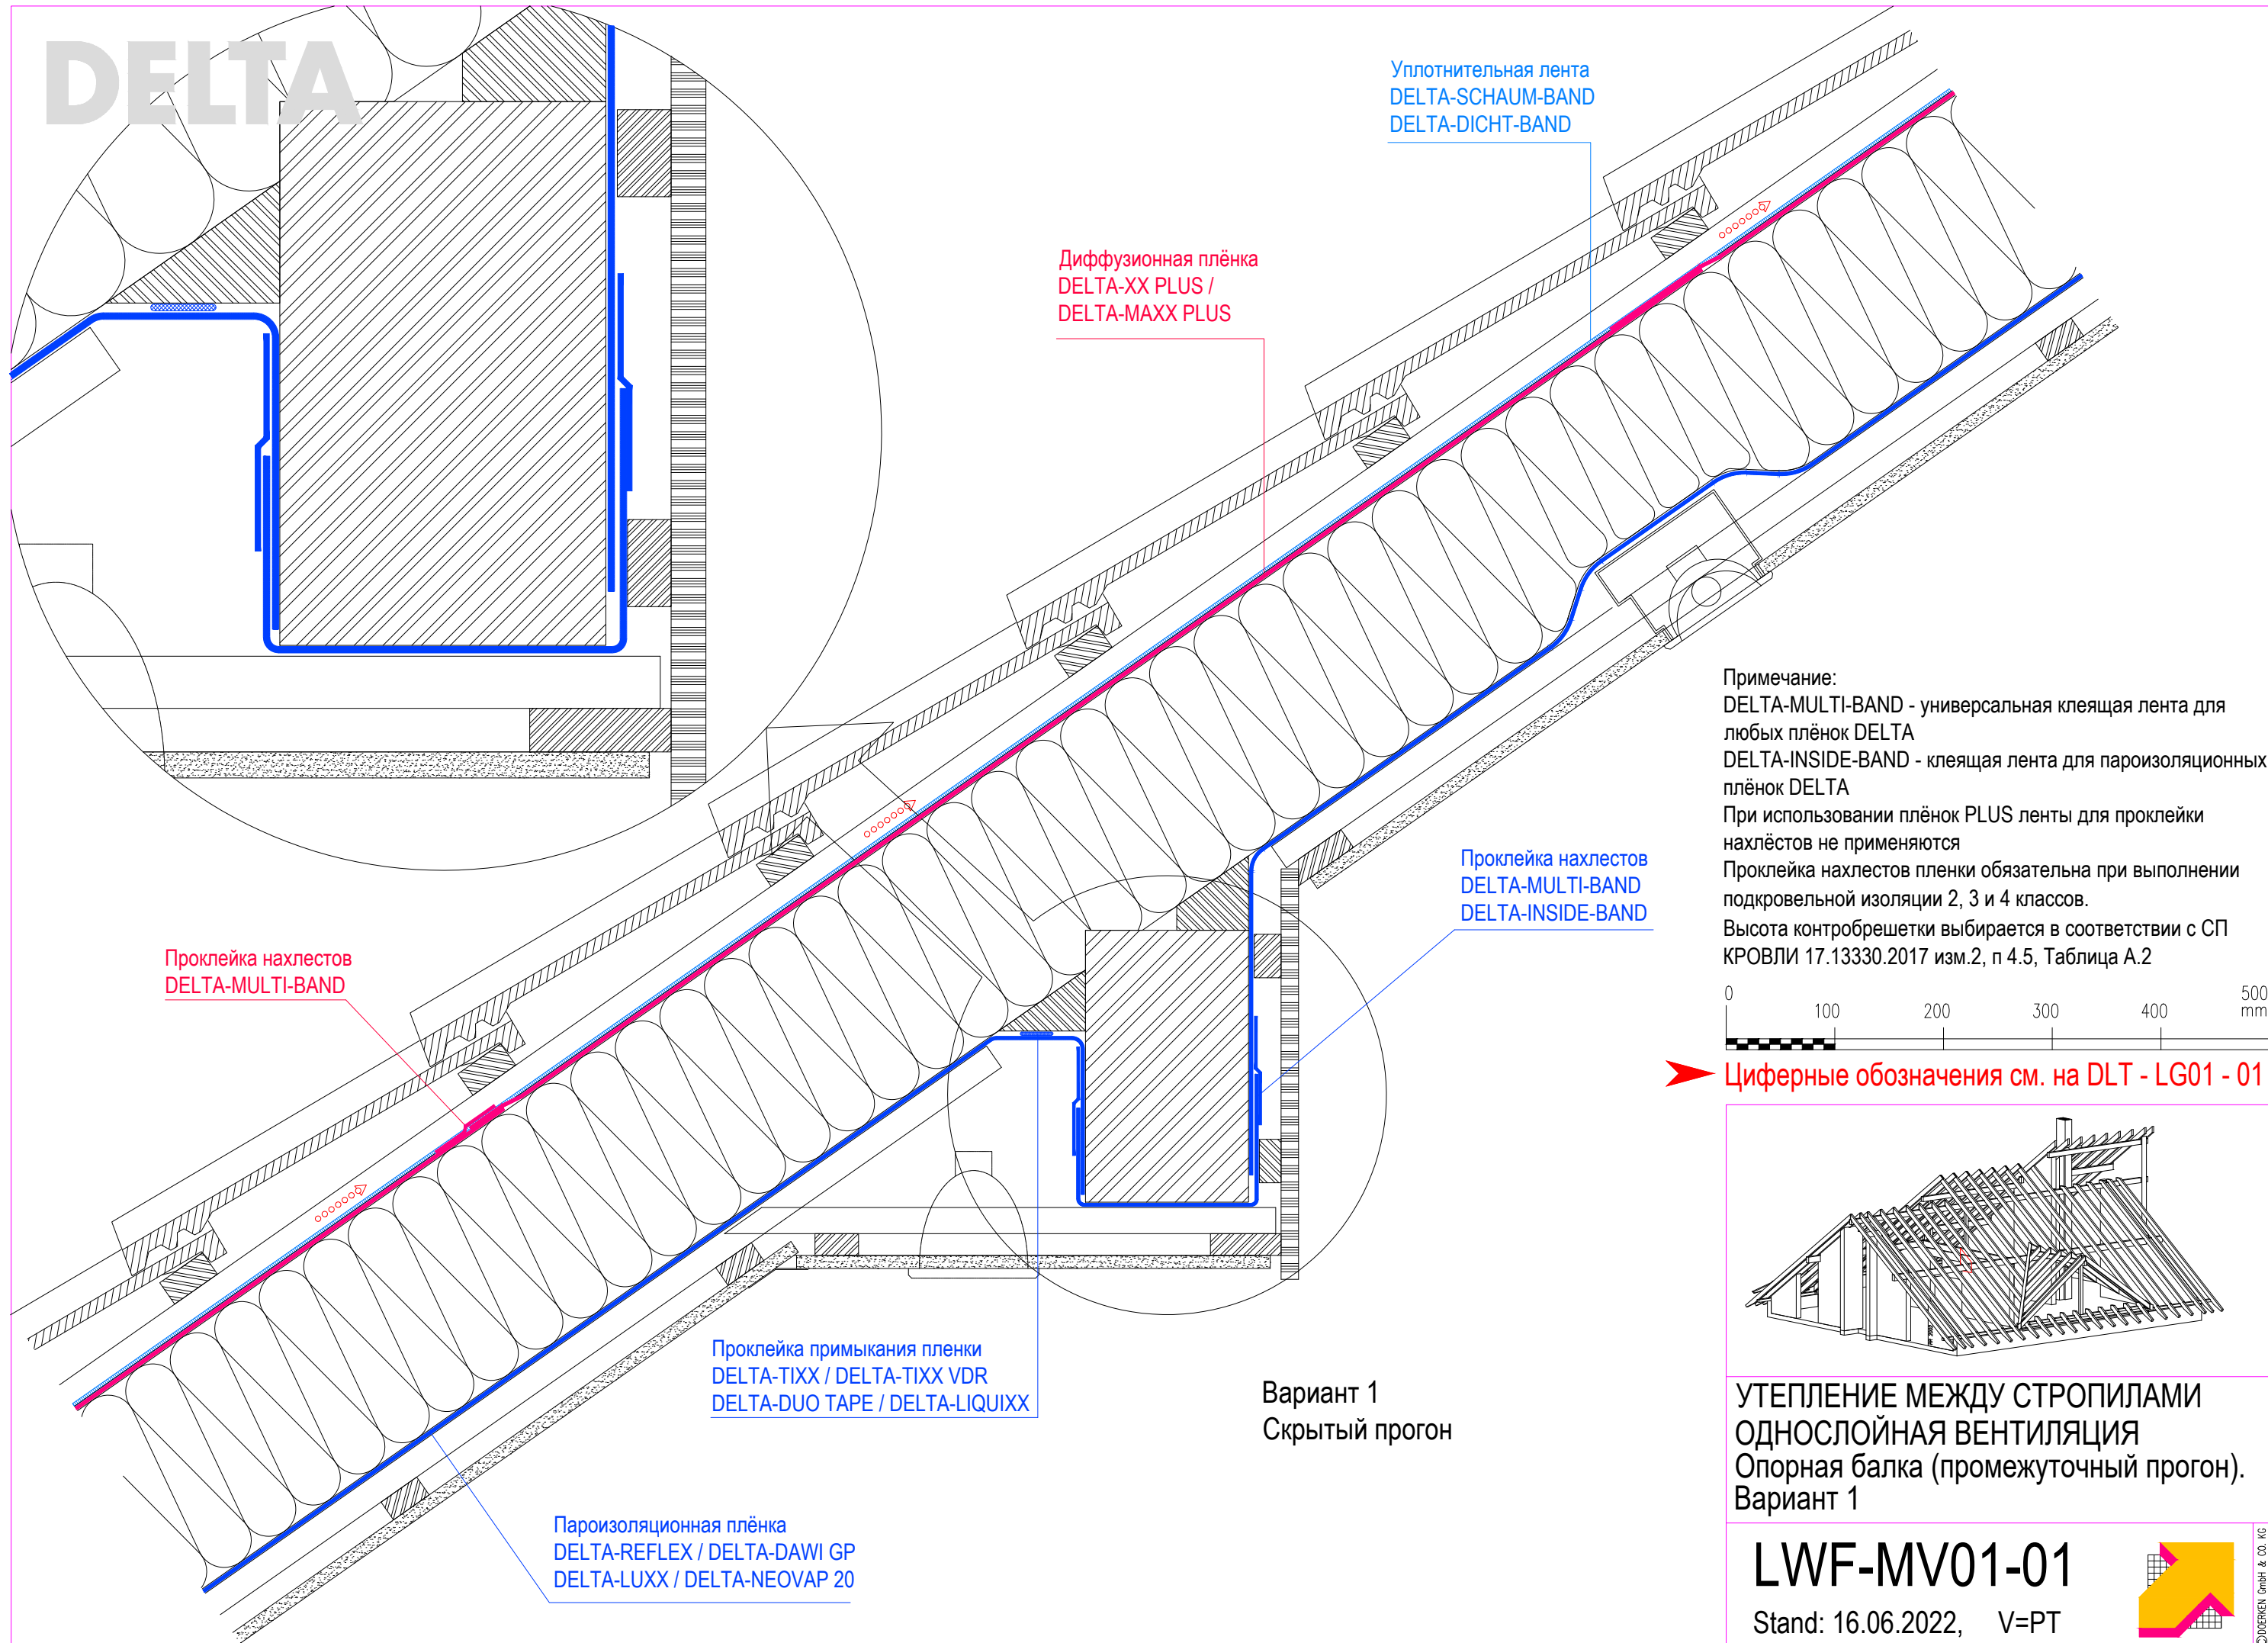 DELTA
Уплотнительная лента
DELTA-SCHAUM-BAND
DELTA-DICHT-BAND
Диффузионная плёнка
DELTA-XX PLUS /
DELTA-MAXX PLUS
Примечание:
DELTA-MULTI-BAND - универсальная клеящая лента для
любых плёнок DELTA
DELTA-INSIDE-BAND - клеящая лента для пароизоляционных
плёнок DELTA
При использовании плёнок PLUS ленты для проклейки
нахлёстов не применяются
Проклейка нахлестов пленки обязательна при выполнении
подкровельной изоляции 2, 3 и 4 классов.
Высота контробрешетки выбирается в соответствии с СП
КРОВЛИ 17.13330.2017 изм.2, п 4.5, Таблица А.2
Проклейка нахлестов
DELTA-MULTI-BAND
DELTA-INSIDE-BAND
Проклейка нахлестов
DELTA-MULTI-BAND
0 100 200 300 400 500
mm
Циферные обозначения см. на DLT - LG01 - 01
Проклейка примыкания пленки
DELTA-TIXX / DELTA-TIXX VDR
DELTA-DUO TAPE / DELTA-LIQUIXX
Вариант 1
Скрытый прогон
Пароизоляционная плёнка
DELTA-REFLEX / DELTA-DAWI GP
DELTA-LUXX / DELTA-NEOVAP 20
УТЕПЛЕНИЕ МЕЖДУ СТРОПИЛАМИ
ОДНОСЛОЙНАЯ ВЕНТИЛЯЦИЯ
Опорная балка (промежуточный прогон).
Вариант 1
LWF-MV01-01
Stand: 16.06.2022, V=PT
©DOERKEN GmbH & CO. KG